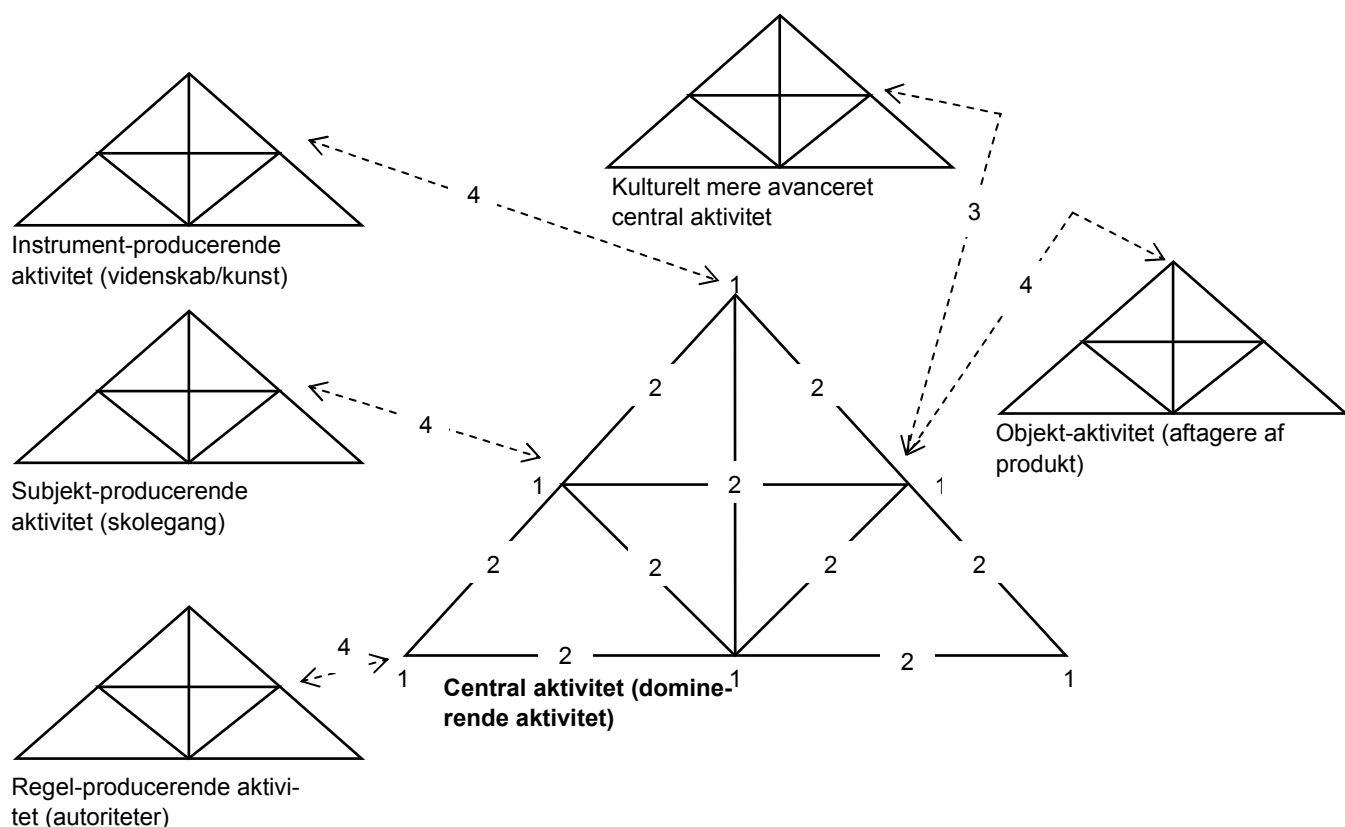 Kulturelt mere avanceret
central aktivitet
4
3
Instrument-producerende
aktivitet (videnskab/kunst)
4
1
2
2
4
Objekt-aktivitet (aftagere af
produkt)
Subjekt-producerende
aktivitet (skolegang)
1
2
1
2
2
2
2
4
2
2
1
1
1
Central aktivitet (domine-
rende aktivitet)
Regel-producerende aktivi-
tet (autoriteter)